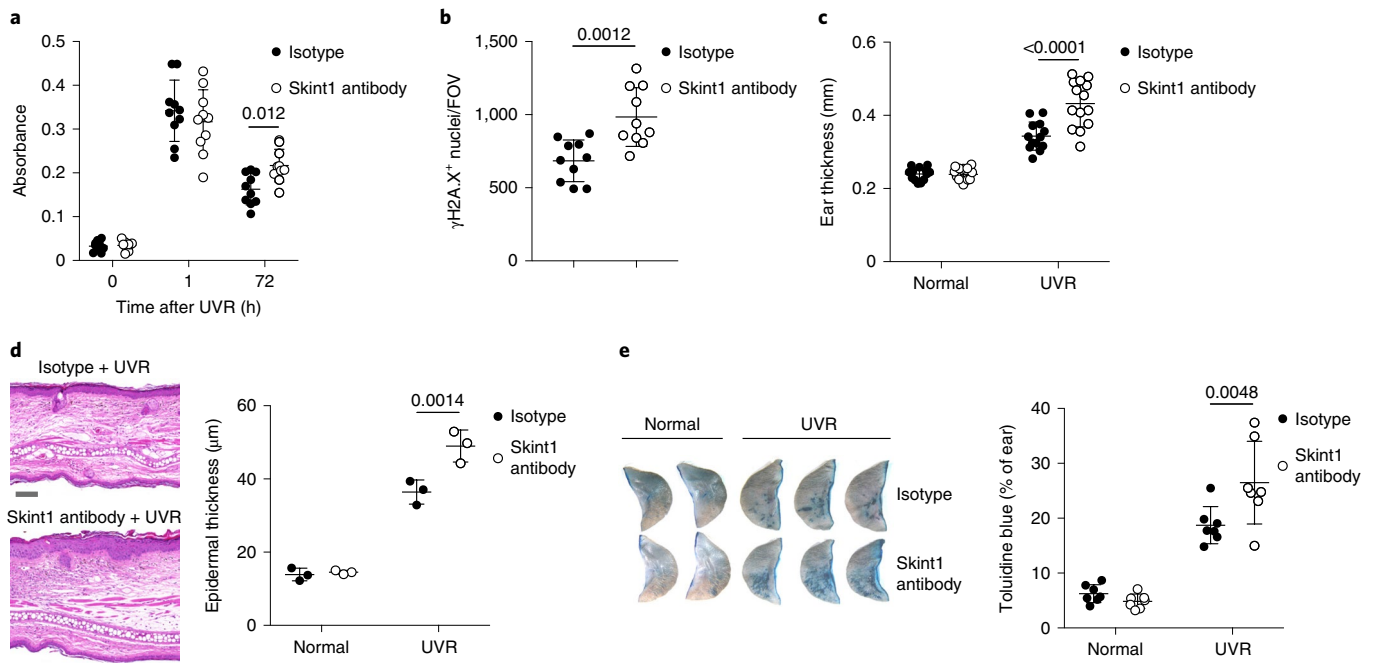 a
0.5
0.4
0.3
0.2
0.1
0
Absorbance
Isotype
Skint1 antibody
0.012
0
1
72
Time after UVR (h)
b
1,500
1,000
500
0
γH2A.X⁺ nuclei/FOV
0.0012
Isotype
Skint1 antibody
c
0.6
0.4
0.2
0
Ear thickness (mm)
<0.0001
Isotype
Skint1 antibody
Normal
UVR
d
Isotype + UVR
Skint1 antibody + UVR
60
40
20
0
Epidermal thickness (µm)
0.0014
Isotype
Skint1
antibody
Normal
UVR
e
Normal
UVR
Isotype
Skint1
antibody
40
30
20
10
0
Toluidine blue (% of ear)
0.0048
Isotype
Skint1
antibody
Normal
UVR